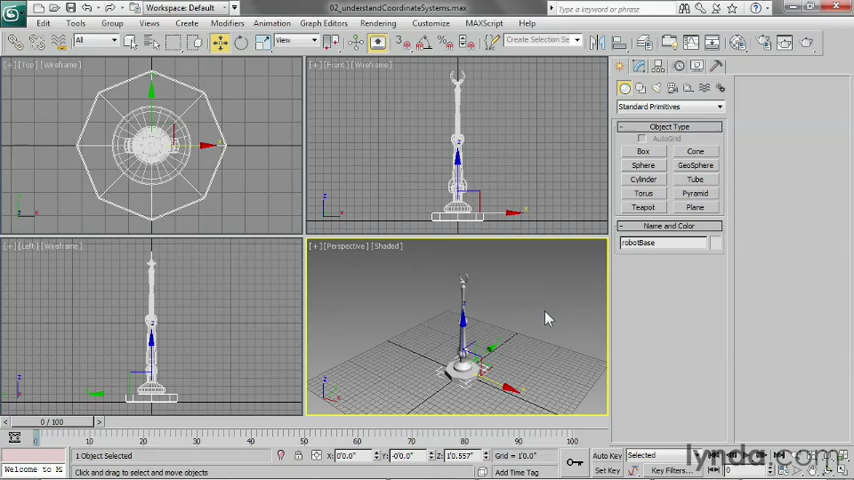 Workspace: Default
02_understandCoordinateSystems.max
Type a keyword or phrase
Edit Tools Group Views Create Modifiers Animation Graph Editors Rendering Customize MAXScript Help
All View 3 Create Selection Se
[+] [Top] [Wireframe]
[+] [Front] [Wireframe]
Standard Primitives
- Object Type
AutoGrid
Box Cone
Sphere GeoSphere
Cylinder Tube
Torus Pyramid
Teapot Plane
- Name and Color
robotBase
[+] [Left] [Wireframe]
[+] [Perspective] [Shaded]
0 / 100
0 10 20 30 40 50 60 70 80 90 100
1 Object Selected X: 0'0.0" Y: -0'0.0" Z: 1'0.557" Grid = 1'0.0" Auto Key Selected
Welcome to M Click and drag to select and move objects Add Time Tag Set Key Key Filters... 0
lynda.com